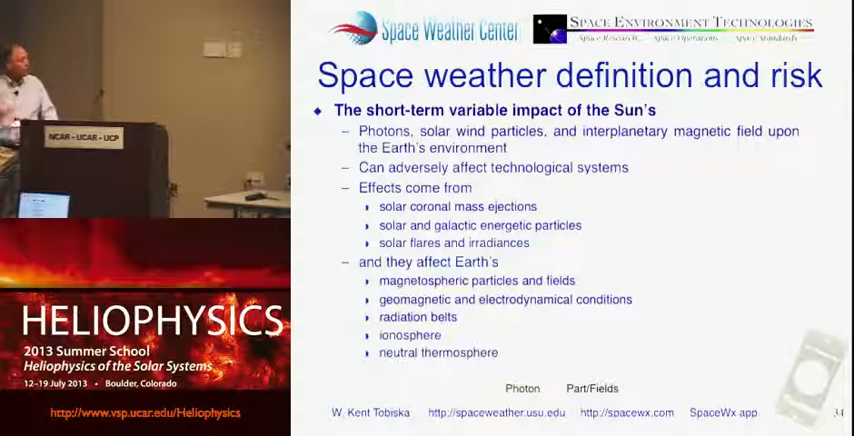 NCAR - UCAR - UCP
HELIOPHYSICS
2013 Summer School
Heliophysics of the Solar Systems
12–19 July 2013 • Boulder, Colorado
http://www.vsp.ucar.edu/Heliophysics
Space Weather Center
SPACE ENVIRONMENT TECHNOLOGIES
Space Research Space Operations Space Standards
Space weather definition and risk
The short-term variable impact of the Sun's
– Photons, solar wind particles, and interplanetary magnetic field upon
the Earth's environment
– Can adversely affect technological systems
– Effects come from
solar coronal mass ejections
solar and galactic energetic particles
solar flares and irradiances
– and they affect Earth's
magnetospheric particles and fields
geomagnetic and electrodynamical conditions
radiation belts
ionosphere
neutral thermosphere
Photon Part/Fields
W. Kent Tobiska http://spaceweather.usu.edu http://spacewx.com SpaceWx app